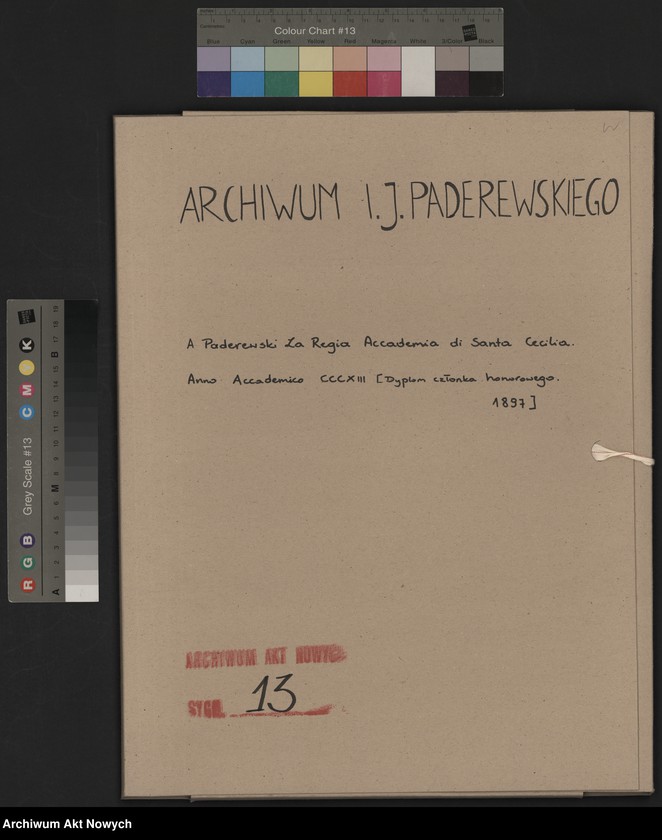 Colour Chart #13
Blue Cyan Green Yellow Red Magenta White 3/Color Black
ARCHIWUM I.J. PADEREWSKIEGO
A Paderewski La Regia Accademia di Santa Cecilia.
Anno Accademico CCCXIII [Dyplom członka honorowego.
1897]
Grey Scale #13
R G B C M Y K
A M B
ARCHIWUM AKT NOWYCH
SYGN. 13
Archiwum Akt Nowych